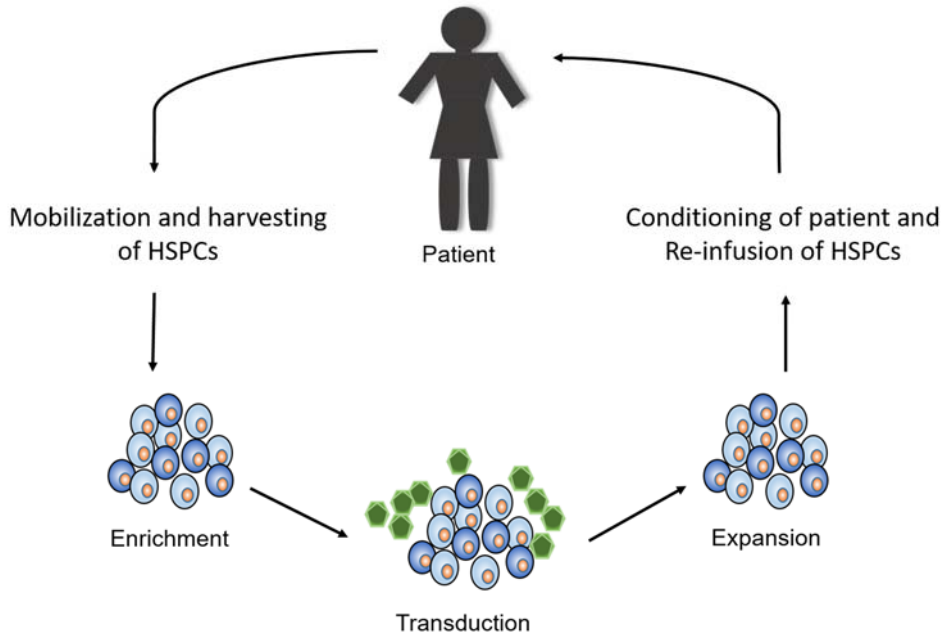 Patient
Mobilization and harvesting
of HSPCs
Enrichment
Transduction
Expansion
Conditioning of patient and
Re-infusion of HSPCs